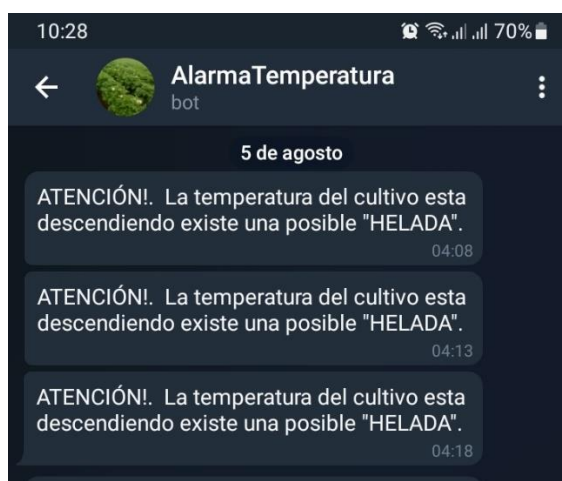 10:28 70%
AlarmaTemperatura
bot
5 de agosto
ATENCIÓN!. La temperatura del cultivo esta
descendiendo existe una posible "HELADA".
04:08
ATENCIÓN!. La temperatura del cultivo esta
descendiendo existe una posible "HELADA".
04:13
ATENCIÓN!. La temperatura del cultivo esta
descendiendo existe una posible "HELADA".
04:18